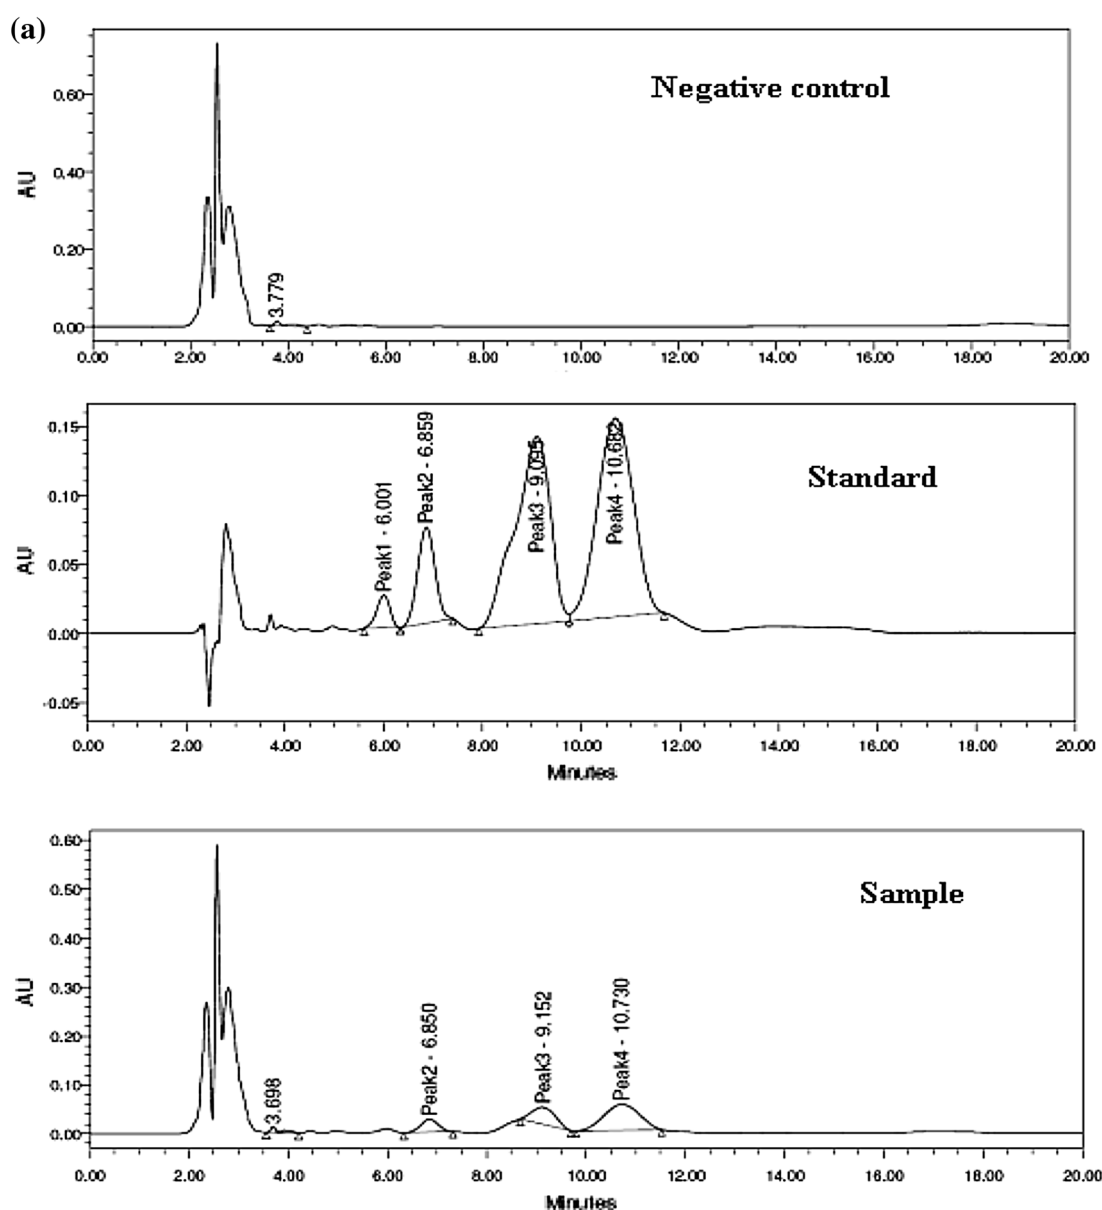 (a)
Negative control
AU
0.60
0.40
0.20
0.00
3.779
0.00 2.00 4.00 6.00 8.00 10.00 12.00 14.00 16.00 18.00 20.00
Standard
AU
0.15
0.10
0.05
0.00
-0.05
Peak1 - 6.001
Peak2 - 6.859
Peak3 - 9.095
Peak4 - 10.682
0.00 2.00 4.00 6.00 8.00 10.00 12.00 14.00 16.00 18.00 20.00
Minutes
Sample
AU
0.60
0.50
0.40
0.30
0.20
0.10
0.00
3.698
Peak2 - 6.850
Peak3 - 9.152
Peak4 - 10.730
0.00 2.00 4.00 6.00 8.00 10.00 12.00 14.00 16.00 18.00 20.00
Minutes